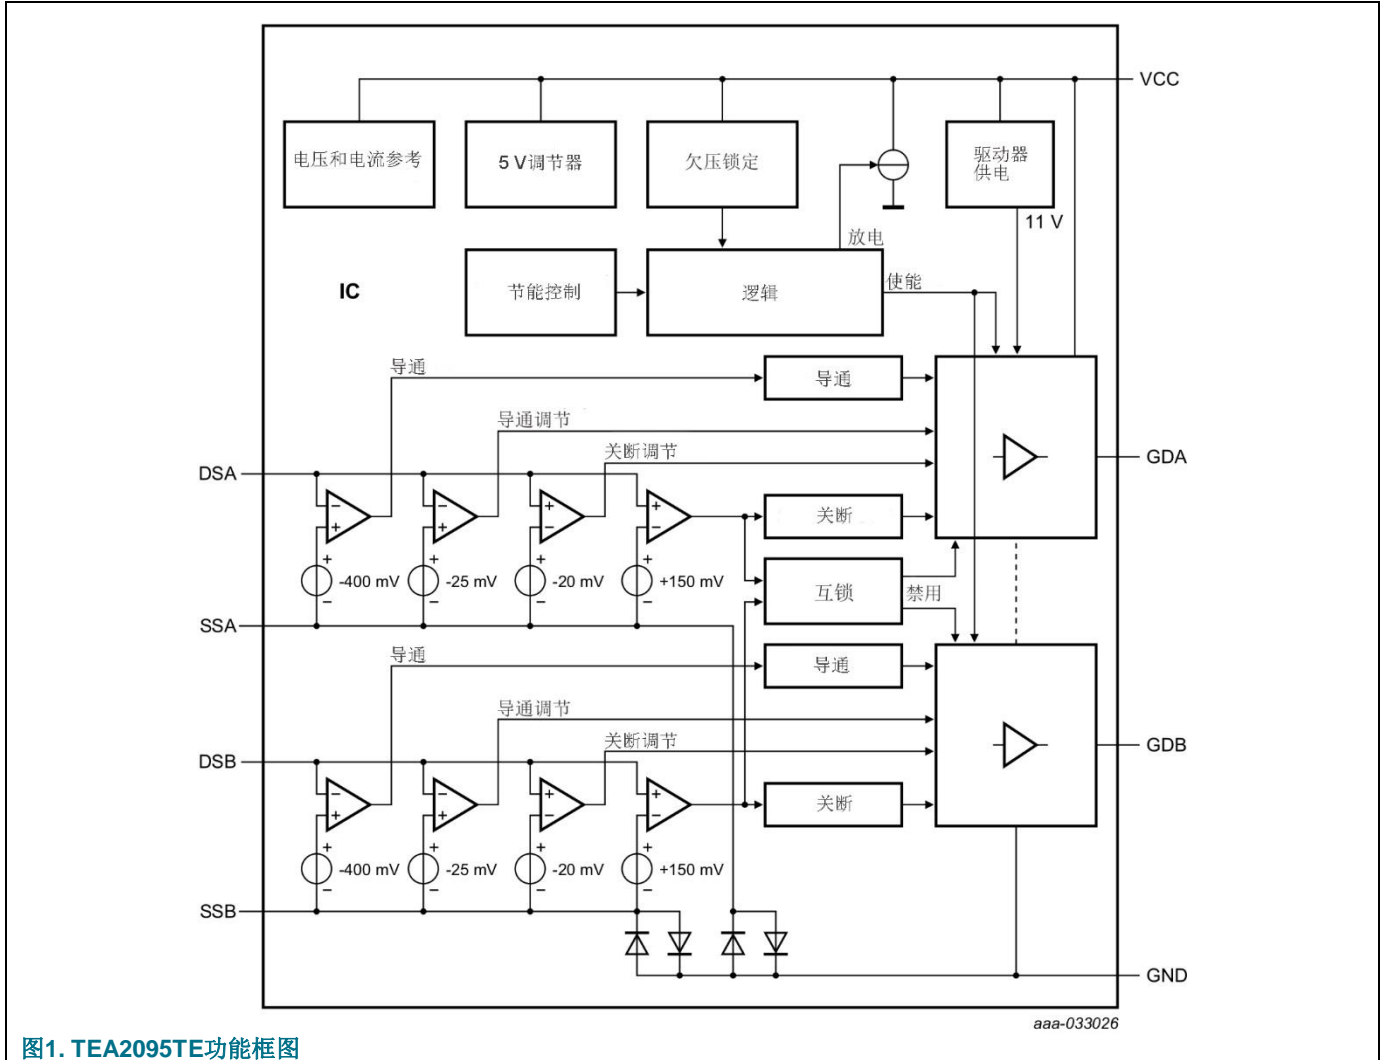 VCC
电压和电流参考
5 V调节器
欠压锁定
驱动器
供电
11 V
放电
IC
节能控制
逻辑
使能
导通
导通
导通调节
关断调节
DSA
GDA
-
+
-
+
+
-
+
-
关断
+
-400 mV
-
+
-25 mV
-
+
-20 mV
-
+
+150 mV
-
互锁
禁用
SSA
导通
导通
导通调节
关断调节
DSB
GDB
-
+
-
+
+
-
+
-
关断
+
-400 mV
-
+
-25 mV
-
+
-20 mV
-
+
+150 mV
-
SSB
GND
aaa-033026
图1. TEA2095TE功能框图